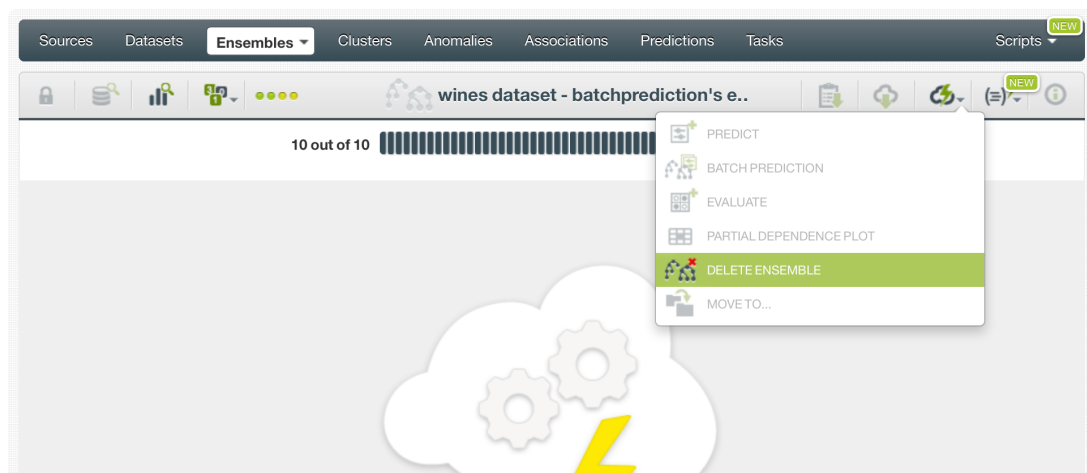 NEW
Sources Datasets Ensembles Clusters Anomalies Associations Predictions Tasks Scripts
wines dataset - batchprediction's e.. (=) NEW
10 out of 10
PREDICT
BATCH PREDICTION
EVALUATE
PARTIAL DEPENDENCE PLOT
DELETE ENSEMBLE
MOVE TO...